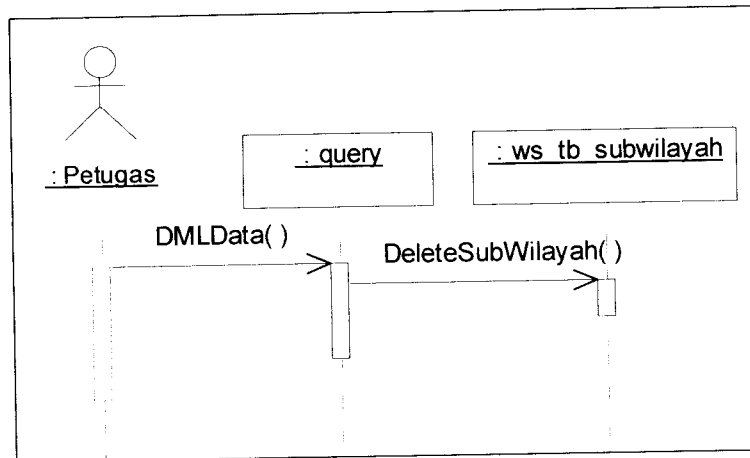 : Petugas
: query
: ws_tb_subwilayah
DMLData( )
DeleteSubWilayah( )